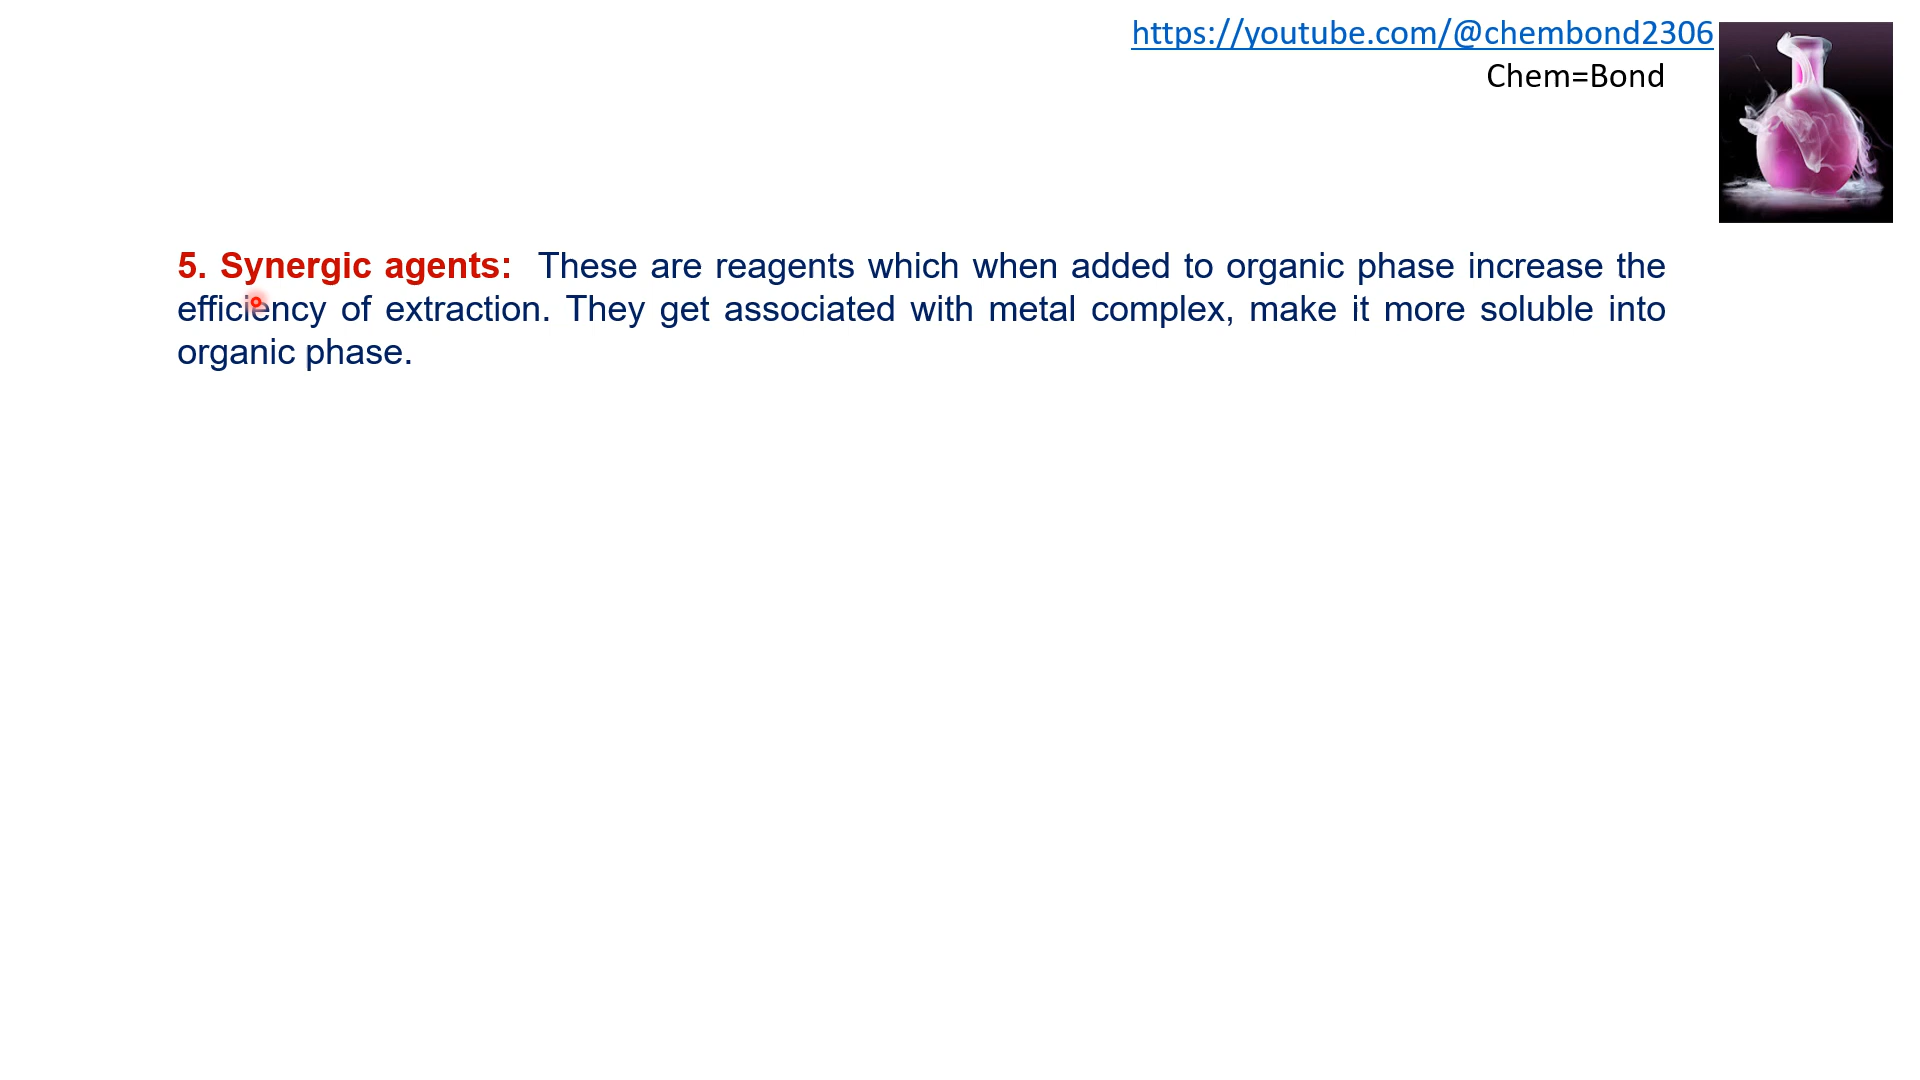 https://youtube.com/@chembond2306
Chem=Bond
5. Synergic agents: These are reagents which when added to organic phase increase the
efficiency of extraction. They get associated with metal complex, make it more soluble into
organic phase.